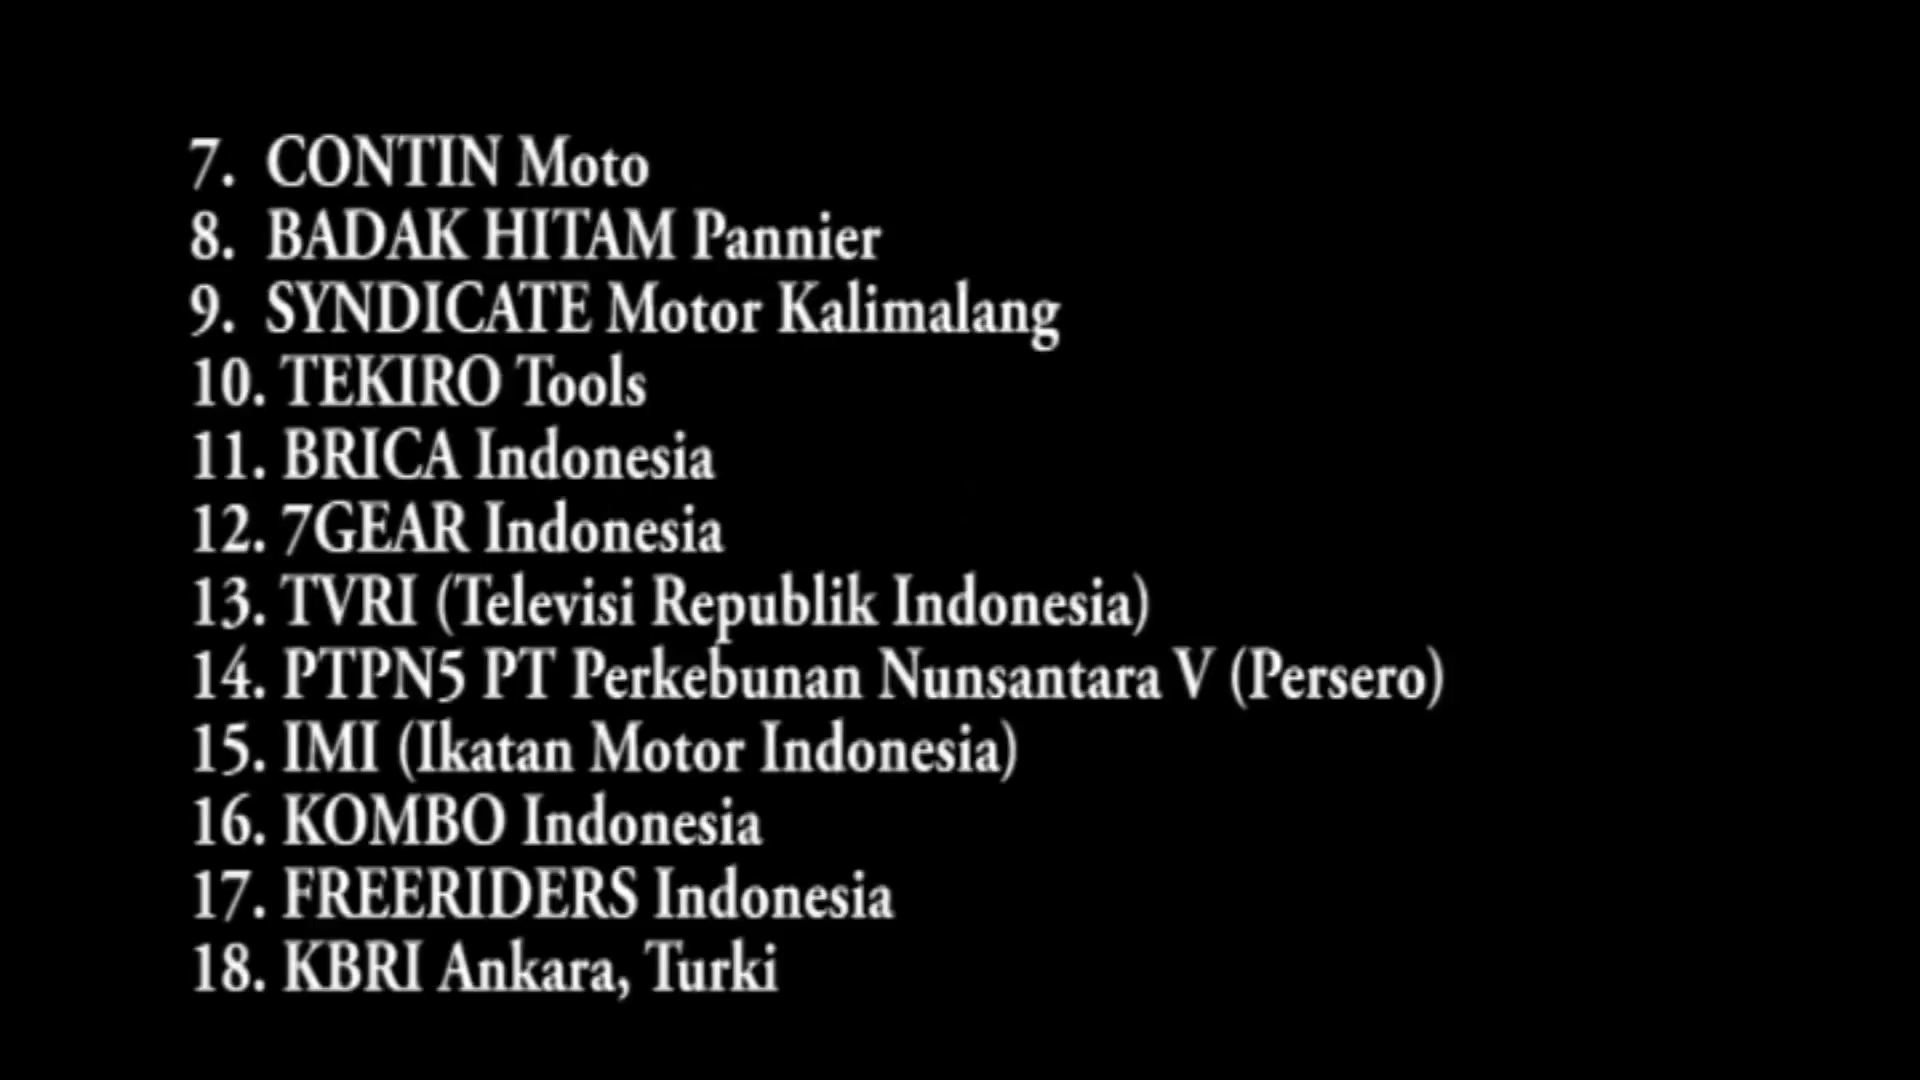 7. CONTIN Moto
8. BADAK HITAM Pannier
9. SYNDICATE Motor Kalimalang
10. TEKIRO Tools
11. BRICA Indonesia
12. 7GEAR Indonesia
13. TVRI (Televisi Republik Indonesia)
14. PTPN5 PT Perkebunan Nunsantara V (Persero)
15. IMI (Ikatan Motor Indonesia)
16. KOMBO Indonesia
17. FREERIDERS Indonesia
18. KBRI Ankara, Turki